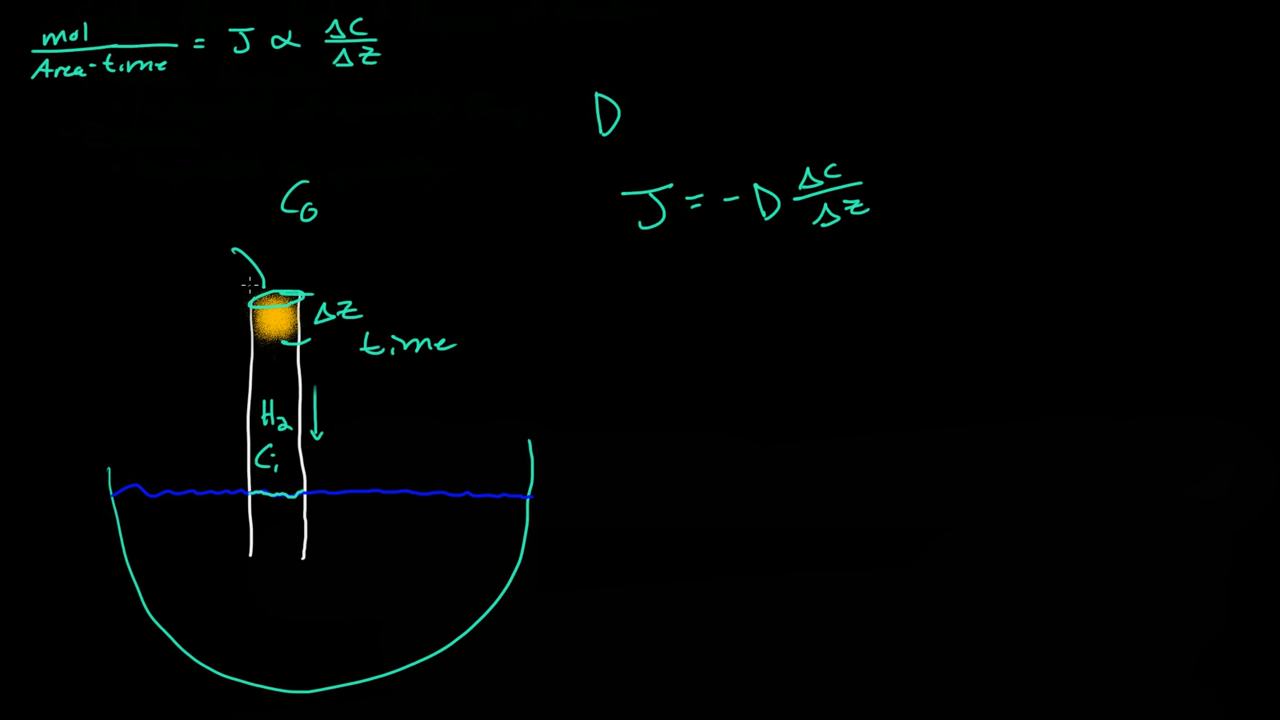 mol / Area-time = J ∝ ΔC / ΔZ
D
J = - D ΔC / ΔZ
C₀
ΔZ
time
H₂
C₁